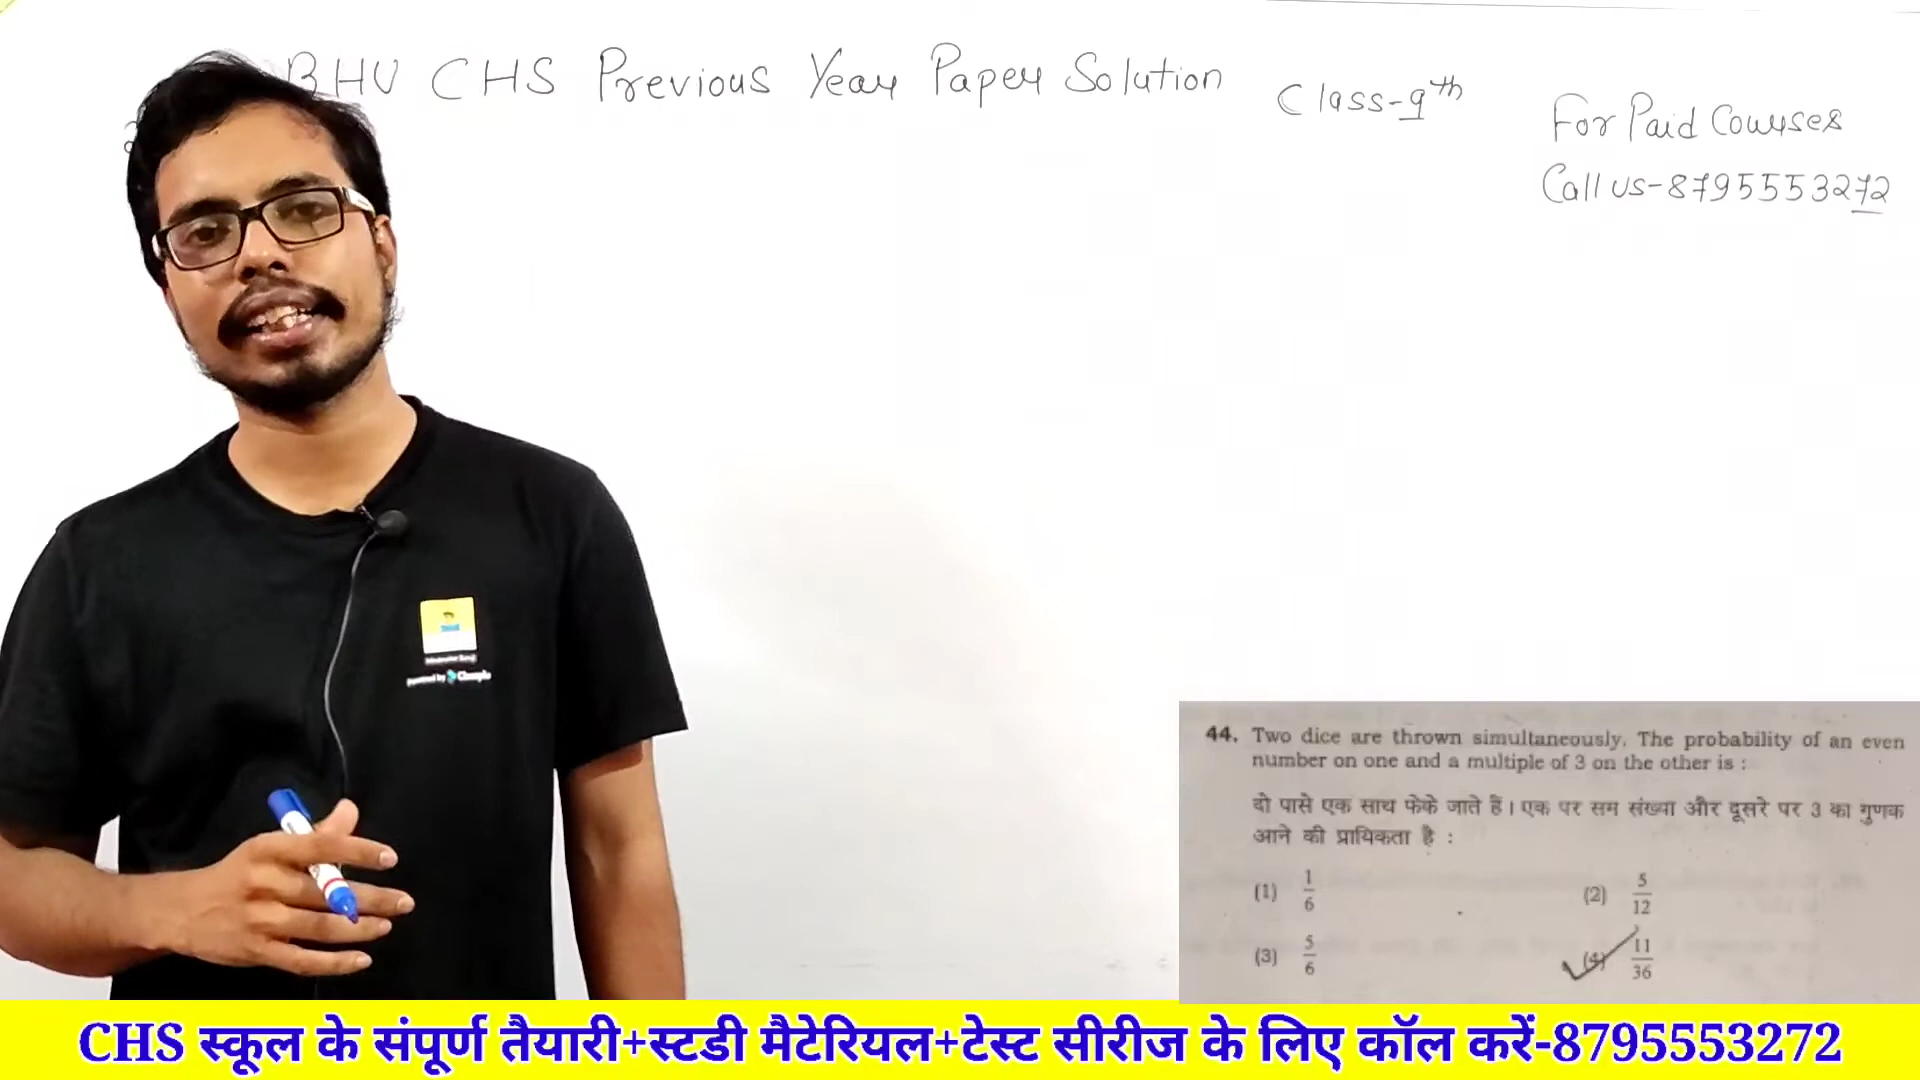 BHU CHS Previous Year Paper Solution
Class-9th
For Paid Courses
Call us-8795553272
Powered by Classplus
44. Two dice are thrown simultaneously. The probability of an even
number on one and a multiple of 3 on the other is :
दो पासे एक साथ फेंके जाते हैं। एक पर सम संख्या और दूसरे पर 3 का गुणक
आने की प्रायिकता है :
(1) 1/6 (2) 5/12
(3) 5/6 (4) 11/36
CHS स्कूल के संपूर्ण तैयारी+स्टडी मैटेरियल+टेस्ट सीरीज के लिए कॉल करें-8795553272